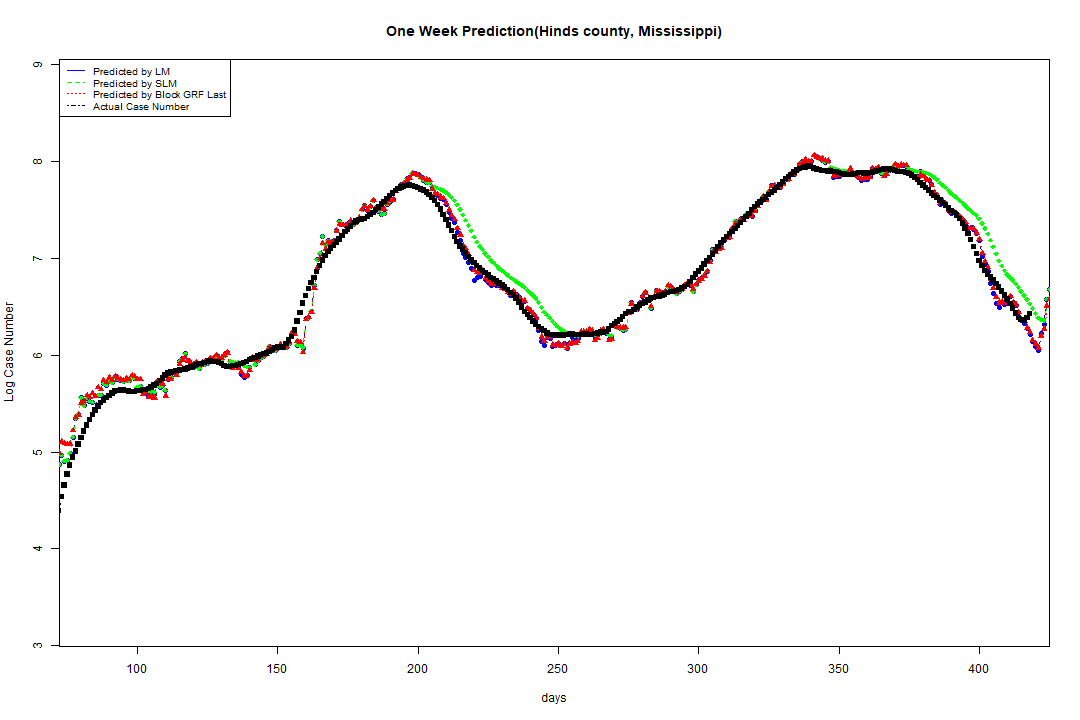 One Week Prediction(Hinds county, Mississippi)
Predicted by LM
Predicted by SLM
Predicted by Block GRF Last
Actual Case Number
9
8
7
6
5
4
3
Log Case Number
100 150 200 250 300 350 400
days